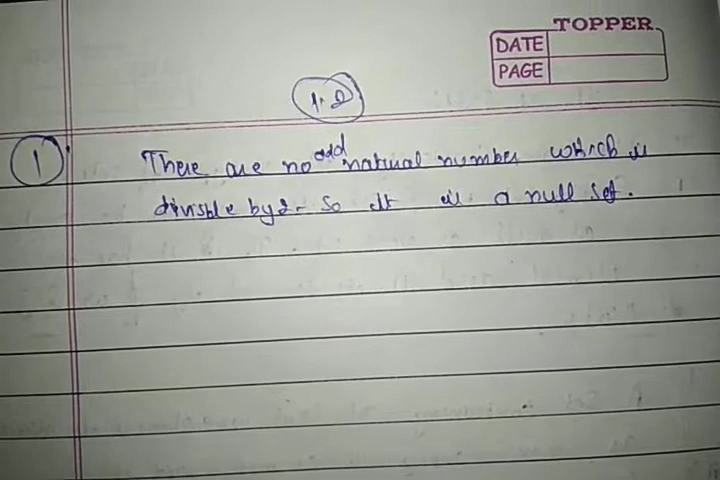 TOPPER
DATE
PAGE
1.2
1 There are no odd natural number which is
divisble by 2. So it is a null set.